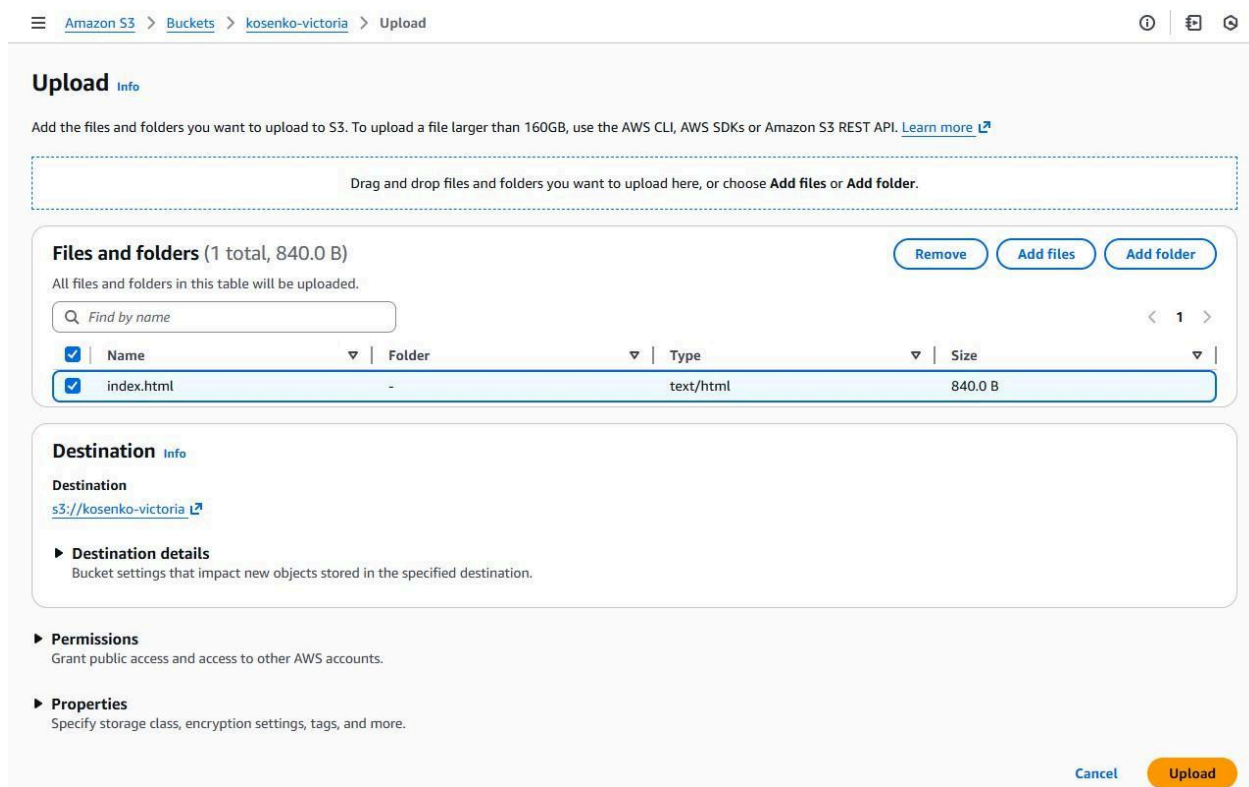 Amazon S3 > Buckets > kosenko-victoria > Upload
Upload Info
Add the files and folders you want to upload to S3. To upload a file larger than 160GB, use the AWS CLI, AWS SDKs or Amazon S3 REST API. Learn more
Drag and drop files and folders you want to upload here, or choose Add files or Add folder.
Files and folders (1 total, 840.0 B)
Remove Add files Add folder
All files and folders in this table will be uploaded.
Find by name
< 1 >
Name Folder Type Size
index.html - text/html 840.0 B
Destination Info
Destination
s3://kosenko-victoria
Destination details
Bucket settings that impact new objects stored in the specified destination.
Permissions
Grant public access and access to other AWS accounts.
Properties
Specify storage class, encryption settings, tags, and more.
Cancel Upload